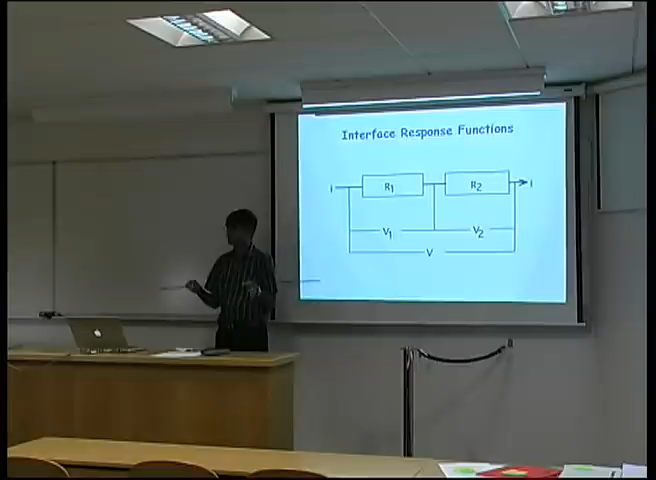 Interface Response Functions
i R1 R2 i
V1 V2
V